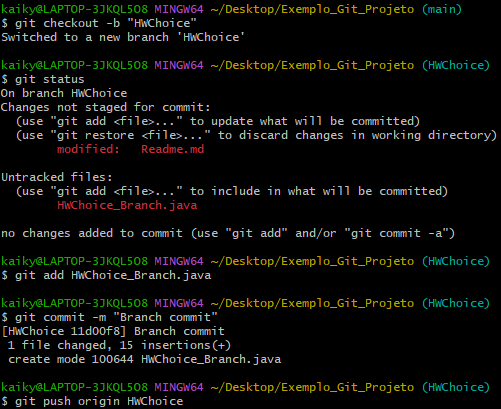 kaiky@LAPTOP-3JKQL5O8 MINGW64 ~/Desktop/Exemplo_Git_Projeto (main)
$ git checkout -b "HWChoice"
Switched to a new branch 'HWChoice'
kaiky@LAPTOP-3JKQL5O8 MINGW64 ~/Desktop/Exemplo_Git_Projeto (HWChoice)
$ git status
On branch HWChoice
Changes not staged for commit:
  (use "git add <file>..." to update what will be committed)
  (use "git restore <file>..." to discard changes in working directory)
        modified:   Readme.md
Untracked files:
  (use "git add <file>..." to include in what will be committed)
        HWChoice_Branch.java
no changes added to commit (use "git add" and/or "git commit -a")
kaiky@LAPTOP-3JKQL5O8 MINGW64 ~/Desktop/Exemplo_Git_Projeto (HWChoice)
$ git add HWChoice_Branch.java
kaiky@LAPTOP-3JKQL5O8 MINGW64 ~/Desktop/Exemplo_Git_Projeto (HWChoice)
$ git commit -m "Branch commit"
[HWChoice 11d00f8] Branch commit
 1 file changed, 15 insertions(+)
 create mode 100644 HWChoice_Branch.java
kaiky@LAPTOP-3JKQL5O8 MINGW64 ~/Desktop/Exemplo_Git_Projeto (HWChoice)
$ git push origin HWChoice